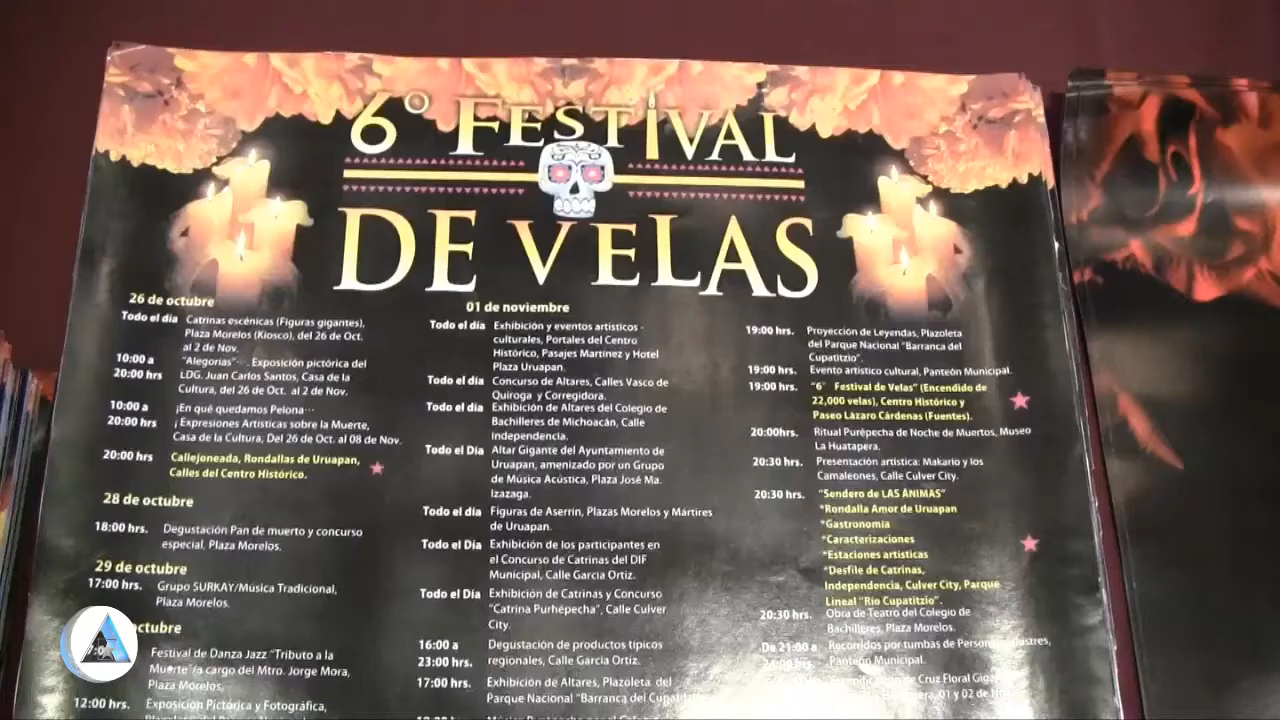 6° FESTIVAL
DE VELAS
26 de octubre
Todo el día Catrinas escénicas (Figuras gigantes),
Plaza Morelos (Kiosco), del 26 de Oct.
al 2 de Nov.
10:00 a "Alegorías"... Exposición pictórica del
20:00 hrs LDG. Juan Carlos Santos, Casa de la
Cultura, del 26 de Oct. al 2 de Nov.
10:00 a ¡En qué quedamos Pelona...
20:00 hrs ¡ Expresiones Artísticas sobre la Muerte,
Casa de la Cultura, Del 26 de Oct. al 08 de Nov.
20:00 hrs Callejoneada, Rondallas de Uruapan,
Calles del Centro Histórico.
28 de octubre
18:00 hrs. Degustación Pan de muerto y concurso
especial, Plaza Morelos.
29 de octubre
17:00 hrs. Grupo SURKAY/Música Tradicional,
Plaza Morelos.
octubre
Festival de Danza Jazz "Tributo a la
Muerte" a cargo del Mtro. Jorge Mora,
Plaza Morelos,
12:00 hrs. Exposición Pictórica y Fotográfica,
01 de noviembre
Todo el día Exhibición y eventos artísticos -
culturales, Portales del Centro
Histórico, Pasajes Martínez y Hotel
Plaza Uruapan.
Todo el día Concurso de Altares, Calles Vasco de
Quiroga y Corregidora.
Todo el día Exhibición de Altares del Colegio de
Bachilleres de Michoacán, Calle
Independencia.
Todo el día Altar Gigante del Ayuntamiento de
Uruapan, amenizado por un Grupo
de Música Acústica, Plaza José Ma.
Izazaga.
Todo el día Figuras de Aserrín, Plazas Morelos y Mártires
de Uruapan.
Todo el Día Exhibición de los participantes en
el Concurso de Catrinas del DIF
Municipal, Calle García Ortiz.
Todo el Día Exhibición de Catrinas y Concurso
"Catrina Purhépecha", Calle Culver
City.
16:00 a Degustación de productos típicos
23:00 hrs. regionales, Calle García Ortiz.
17:00 hrs. Exhibición de Altares, Plazoleta del
Parque Nacional "Barranca del
19:00 hrs. Proyección de Leyendas, Plazoleta
del Parque Nacional "Barranca del
Cupatitzio".
19:00 hrs. Evento artístico cultural, Panteón Municipal.
19:00 hrs. "6° Festival de Velas" (Encendido de
22,000 velas), Centro Histórico y
Paseo Lázaro Cárdenas (Fuentes).
20:00hrs. Ritual Purépecha de Noche de Muertos, Museo
La Huatapera.
20:30 hrs. Presentación artística: Makario y los
Camaleones, Calle Culver City.
20:30 hrs. "Sendero de LAS ÁNIMAS"
*Rondalla Amor de Uruapan
*Gastronomía
*Caracterizaciones
*Estaciones artísticas
*Desfile de Catrinas,
Independencia, Culver City, Parque
Lineal "Río Cupatitzio".
20:30 hrs. Obra de Teatro del Colegio de
Bachilleres, Plaza Morelos.
De 21:00 a Recorridos por tumbas de
Panteón Municipal.
de Cruz Floral
01 y 02 de